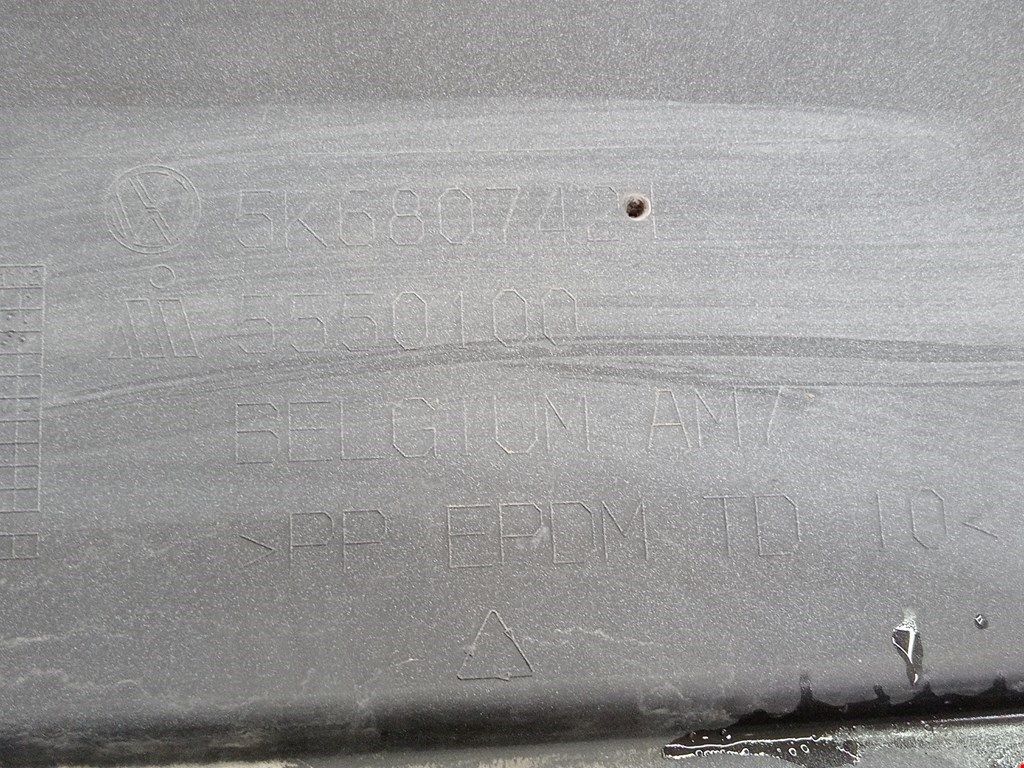 5K6807421
5550100
BELGIUM AM7
>PP EPDM TD 10<